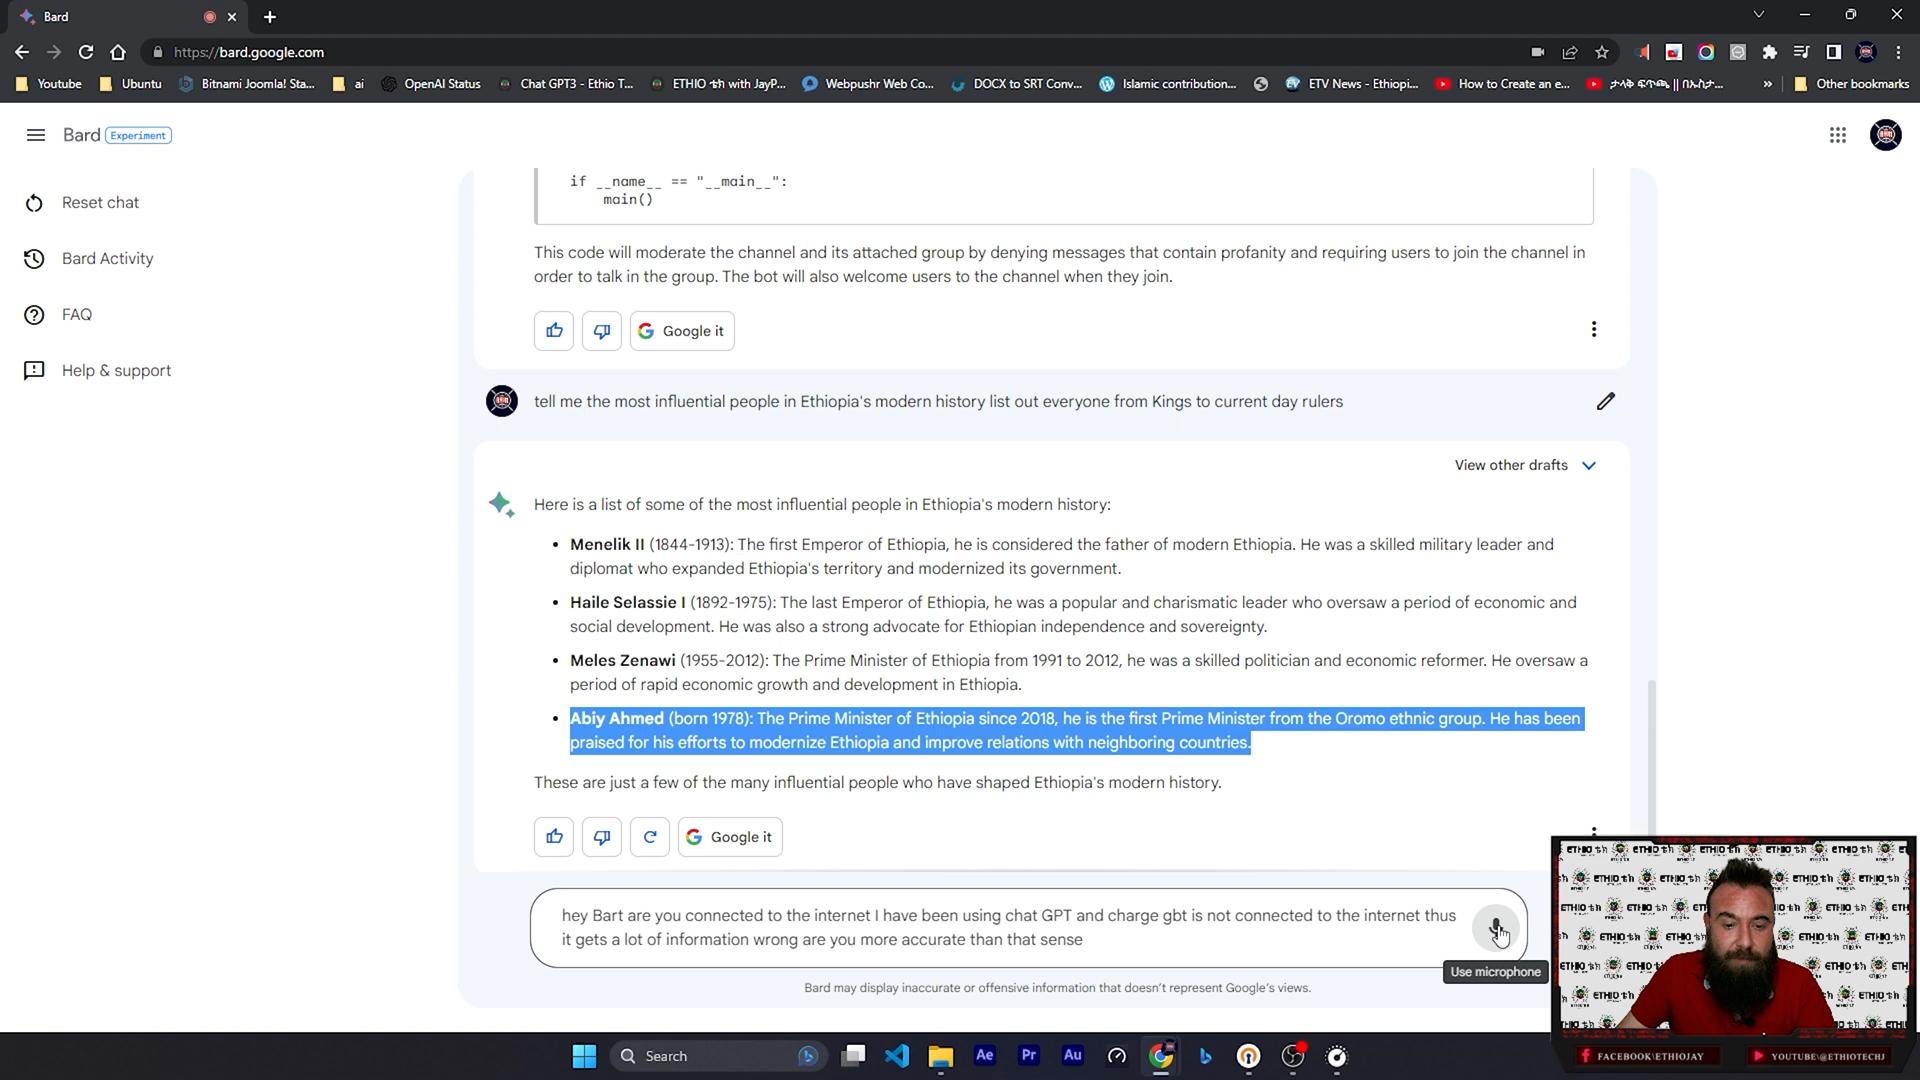 Bard
https://bard.google.com
Youtube
Ubuntu
Bitnami Joomla! Sta...
ai
OpenAI Status
Chat GPT3 - Ethio T...
ETHIO ቴክ with JayP...
Webpushr Web Co...
DOCX to SRT Conv...
Islamic contribution...
ETV News - Ethiopi...
How to Create an e...
ታላቅ ፍጥጫ || በኡስታ...
»
Other bookmarks
Bard Experiment
Reset chat
Bard Activity
FAQ
Help & support
if __name__ == "__main__":
main()
This code will moderate the channel and its attached group by denying messages that contain profanity and requiring users to join the channel in
order to talk in the group. The bot will also welcome users to the channel when they join.
Google it
tell me the most influential people in Ethiopia's modern history list out everyone from Kings to current day rulers
View other drafts
Here is a list of some of the most influential people in Ethiopia's modern history:
• Menelik II (1844-1913): The first Emperor of Ethiopia, he is considered the father of modern Ethiopia. He was a skilled military leader and
diplomat who expanded Ethiopia's territory and modernized its government.
• Haile Selassie I (1892-1975): The last Emperor of Ethiopia, he was a popular and charismatic leader who oversaw a period of economic and
social development. He was also a strong advocate for Ethiopian independence and sovereignty.
• Meles Zenawi (1955-2012): The Prime Minister of Ethiopia from 1991 to 2012, he was a skilled politician and economic reformer. He oversaw a
period of rapid economic growth and development in Ethiopia.
• Abiy Ahmed (born 1978): The Prime Minister of Ethiopia since 2018, he is the first Prime Minister from the Oromo ethnic group. He has been
praised for his efforts to modernize Ethiopia and improve relations with neighboring countries.
These are just a few of the many influential people who have shaped Ethiopia's modern history.
Google it
hey Bart are you connected to the internet I have been using chat GPT and charge gbt is not connected to the internet thus
it gets a lot of information wrong are you more accurate than that sense
Use microphone
Bard may display inaccurate or offensive information that doesn't represent Google's views.
Search
Ae
Pr
Au
FACEBOOK\ETHIOJAY
YOUTUBE\@ETHIOTECHJ